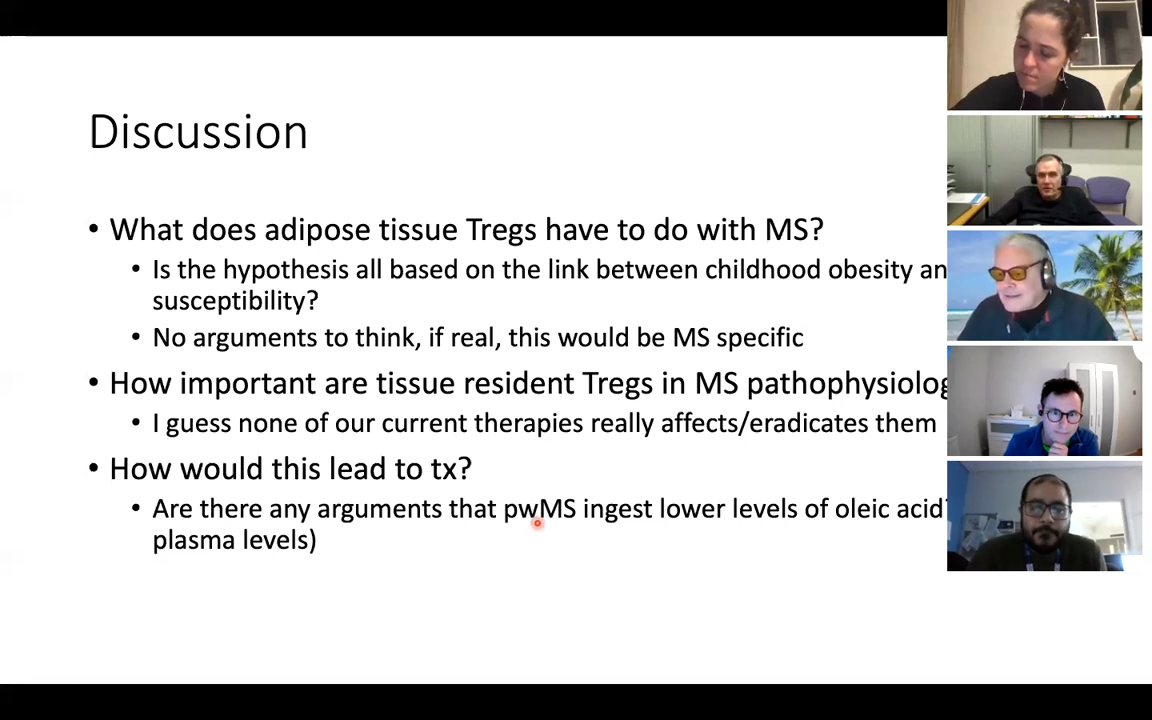 Discussion
• What does adipose tissue Tregs have to do with MS?
• Is the hypothesis all based on the link between childhood obesity
susceptibility?
• No arguments to think, if real, this would be MS specific
• How important are tissue resident Tregs in MS
• I guess none of our current therapies really affects/eradicates them
• How would this lead to tx?
• Are there any arguments that pwMS ingest lower levels of oleic acid
plasma levels)